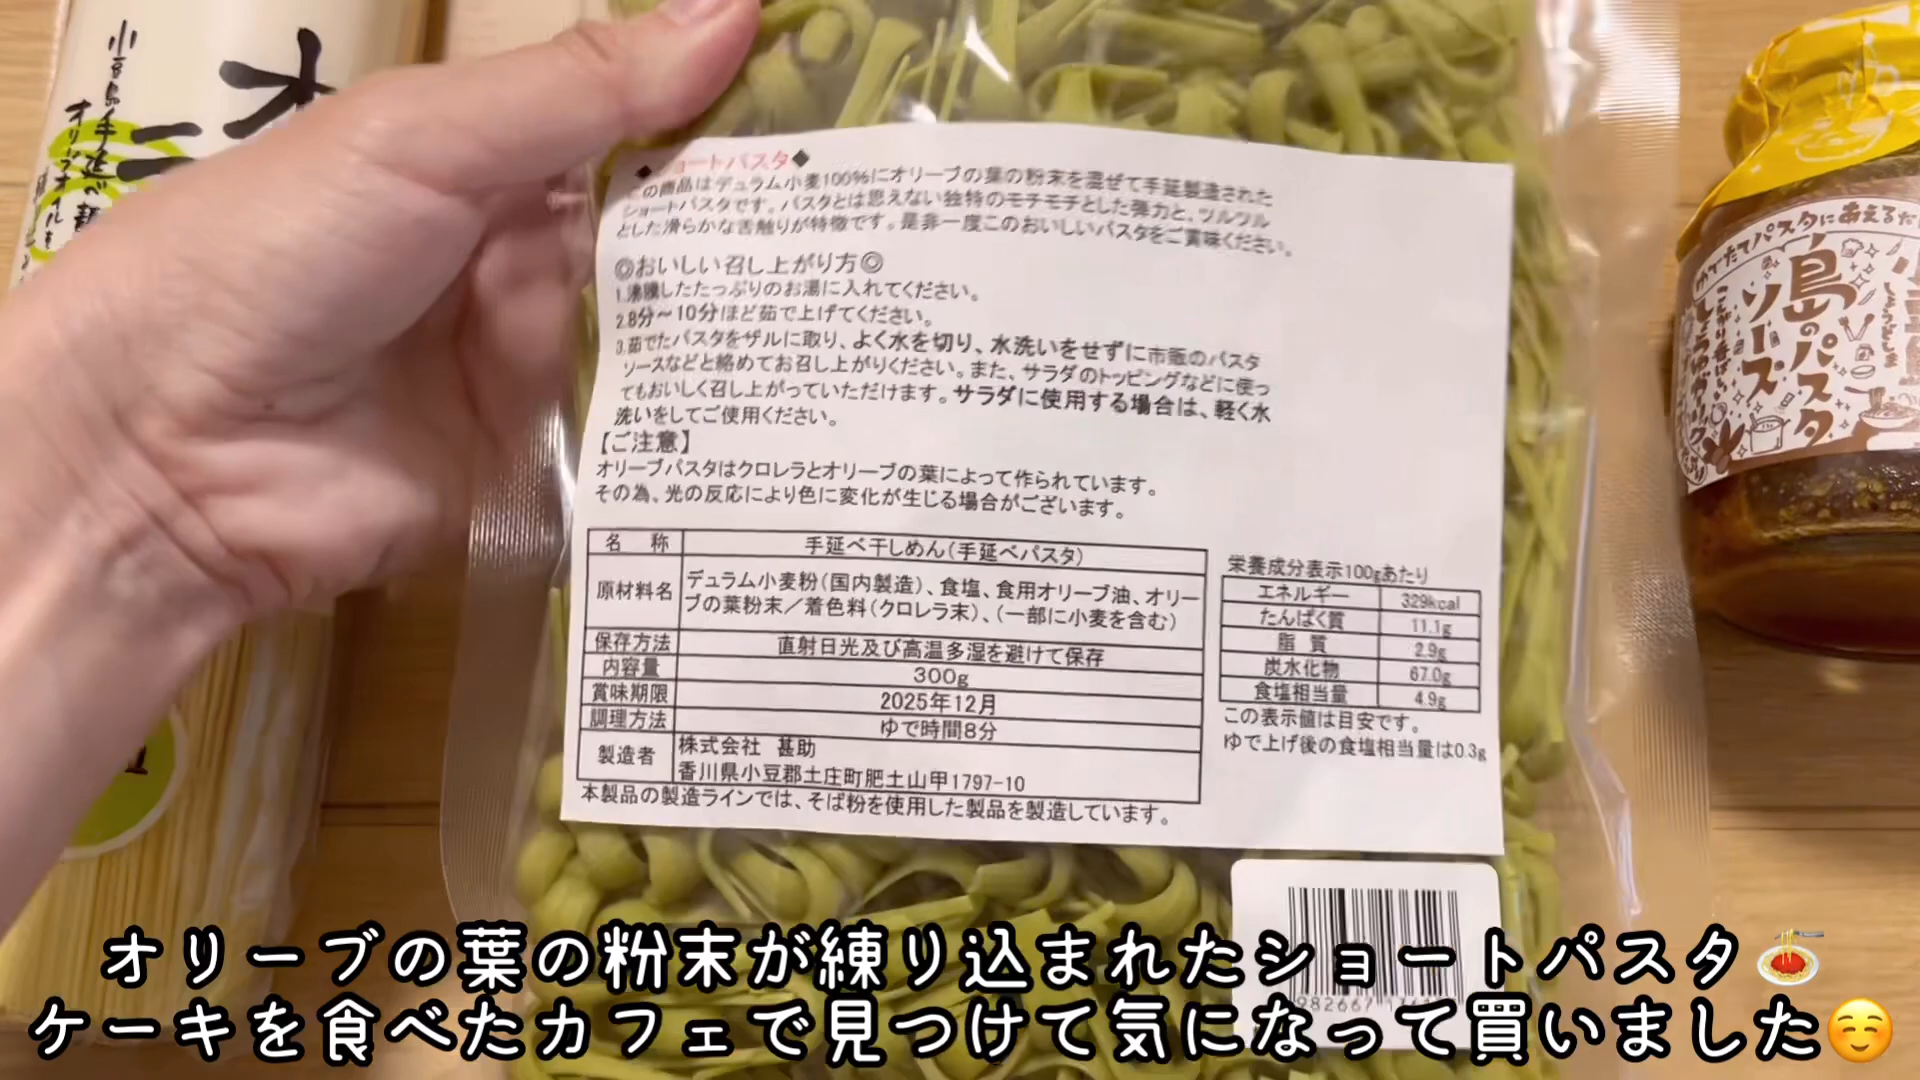 小豆島手延べ麺
オリーブオイルを
◆ショートパスタ◆
この商品はデュラム小麦100%にオリーブの葉の粉末を混ぜて手延製造された
ショートパスタです。パスタとは思えない独特のモチモチとした弾力と、ツルツル
とした滑らかな舌触りが特徴です。是非一度このおいしいパスタをご賞味ください。
◎おいしい召し上がり方◎
1.沸騰したたっぷりのお湯に入れてください。
2.8分～10分ほど茹で上げてください。
3.茹でたパスタをザルに取り、よく水を切り、水洗いをせずに市販のパスタ
ソースなどと絡めてお召し上がりください。また、サラダのトッピングなどに使っ
てもおいしく召し上がっていただけます。サラダに使用する場合は、軽く水
洗いをしてご使用ください。
【ご注意】
オリーブパスタはクロレラとオリーブの葉によって作られています。
その為、光の反応により色に変化が生じる場合がございます。
名 称 手延べ干しめん(手延べパスタ)
原材料名 デュラム小麦粉(国内製造)、食塩、食用オリーブ油、オリー
ブの葉粉末／着色料(クロレラ末)、(一部に小麦を含む)
保存方法 直射日光及び高温多湿を避けて保存
内容量 300g
賞味期限 2025年12月
調理方法 ゆで時間8分
製造者 株式会社 甚助
香川県小豆郡土庄町肥土山甲1797-10
本製品の製造ラインでは、そば粉を使用した製品を製造しています。
栄養成分表示100gあたり
エネルギー 329kcal
たんぱく質 11.1g
脂 質 2.9g
炭水化物 67.0g
食塩相当量 4.9g
この表示値は目安です。
ゆで上げ後の食塩相当量は0.3g
ゆでたてパスタにあえるだ
島のパスタ
ソース
982667
オリーブの葉の粉末が練り込まれたショートパスタ🍝
ケーキを食べたカフェで見つけて気になって買いました☺️